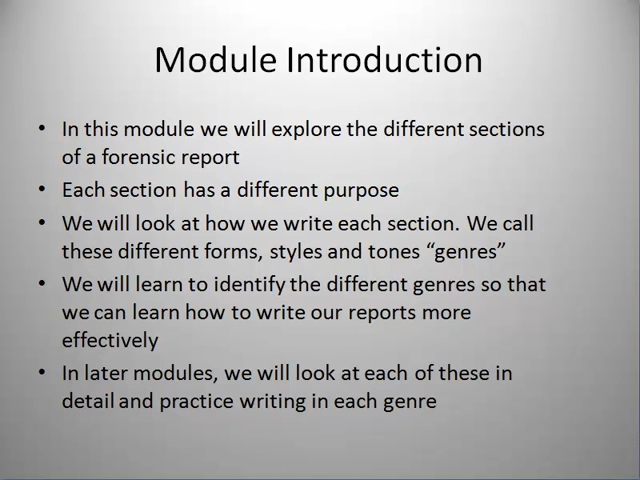 Module Introduction
• In this module we will explore the different sections
of a forensic report
• Each section has a different purpose
• We will look at how we write each section. We call
these different forms, styles and tones “genres”
• We will learn to identify the different genres so that
we can learn how to write our reports more
effectively
• In later modules, we will look at each of these in
detail and practice writing in each genre